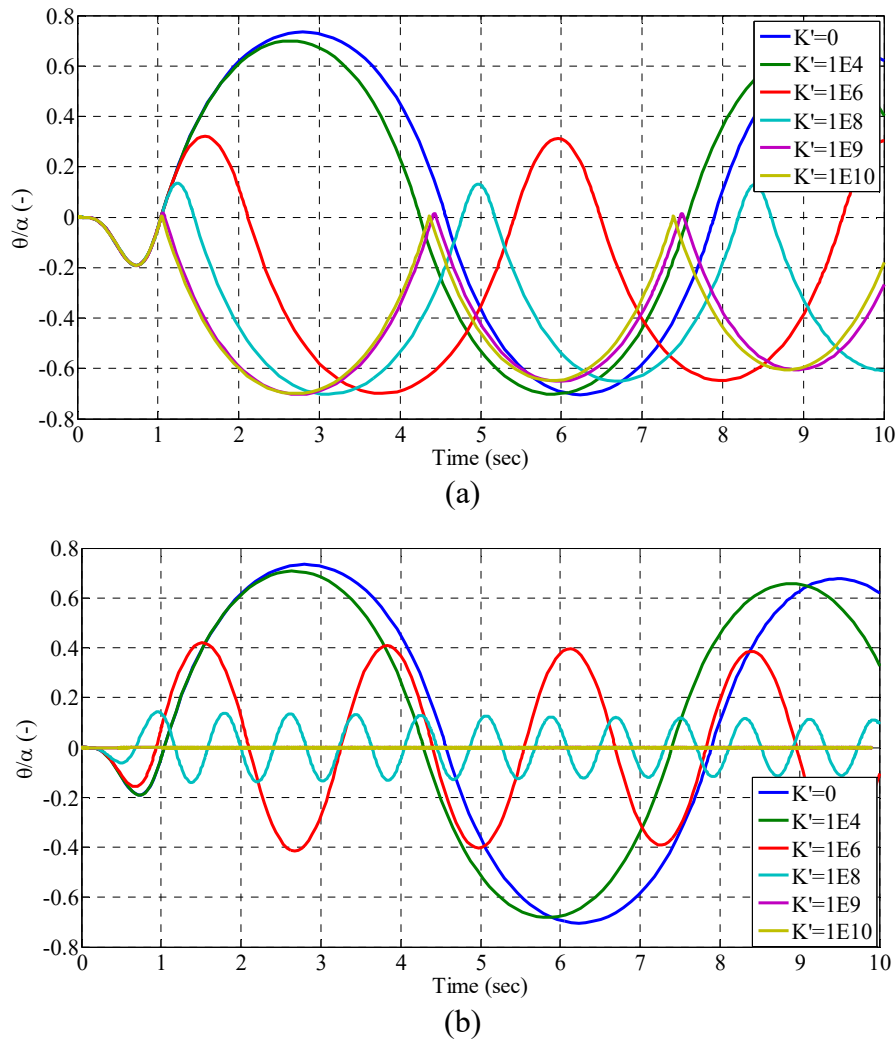 0.8
0.6
0.4
0.2
0
-0.2
-0.4
-0.6
-0.8
θ/α (-)
K'=0
K'=1E4
K'=1E6
K'=1E8
K'=1E9
K'=1E10
0 1 2 3 4 5 6 7 8 9 10
Time (sec)
(a)
0.8
0.6
0.4
0.2
0
-0.2
-0.4
-0.6
-0.8
θ/α (-)
K'=0
K'=1E4
K'=1E6
K'=1E8
K'=1E9
K'=1E10
0 1 2 3 4 5 6 7 8 9 10
Time (sec)
(b)